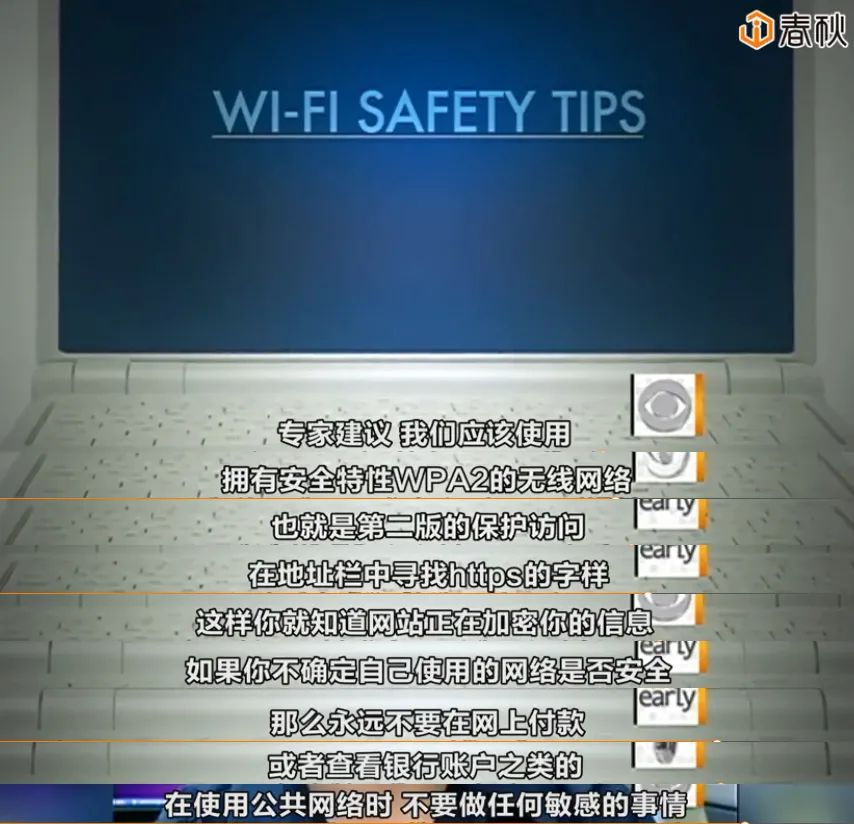 春秋
WI-FI SAFETY TIPS
专家建议 我们应该使用
拥有安全特性WPA2的无线网络
early
也就是第二版的保护访问
early
在地址栏中寻找https的字样
这样你就知道网站正在加密你的信息
early
如果你不确定自己使用的网络是否安全
early
那么永远不要在网上付款
或者查看银行账户之类的
在使用公共网络时 不要做任何敏感的事情